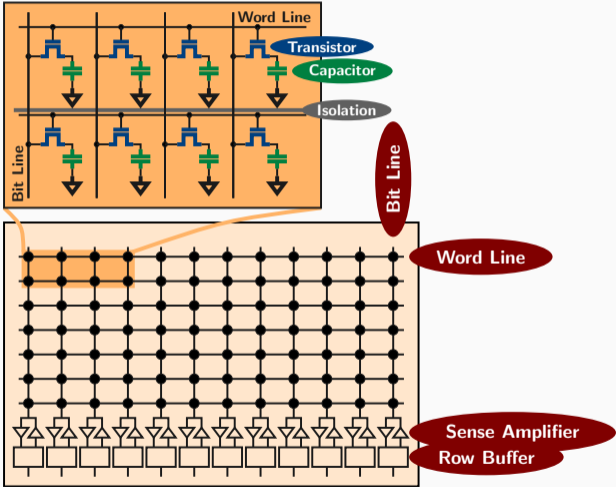 Word Line
Transistor
Capacitor
Isolation
Bit Line
Bit Line
Word Line
Sense Amplifier
Row Buffer